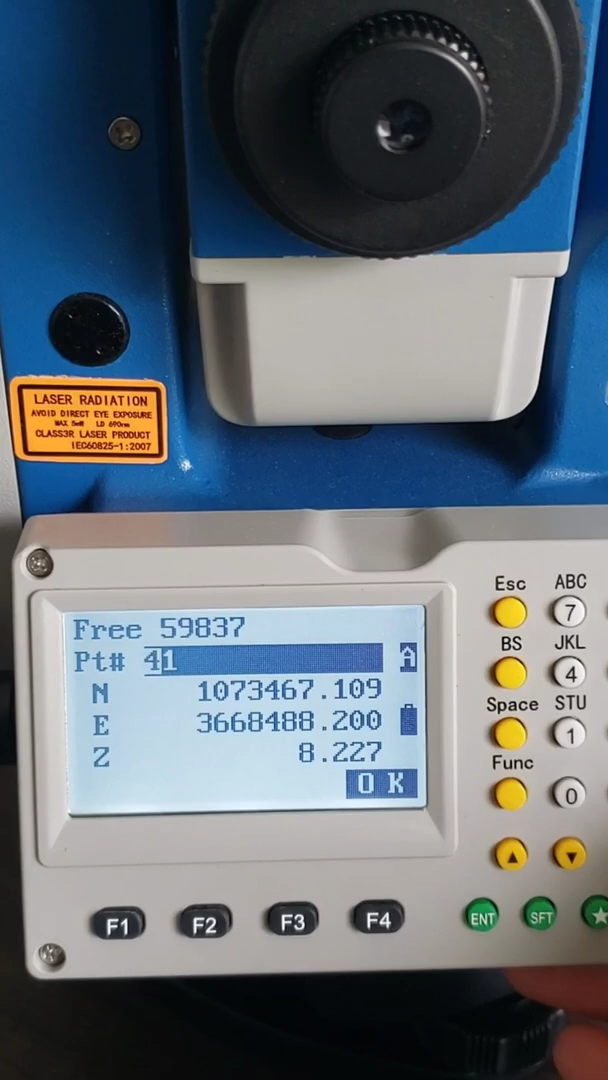 LASER RADIATION
AVOID DIRECT EYE EXPOSURE
MAX 5mW LD 690nm
CLASS3R LASER PRODUCT
IEC60825-1:2007
Free 59837
Pt# 41 A
N 1073467.109
E 3668488.200
Z 8.227
OK
Esc ABC
7
BS JKL
4
Space STU
1
Func
0
F1 F2 F3 F4 ENT SFT